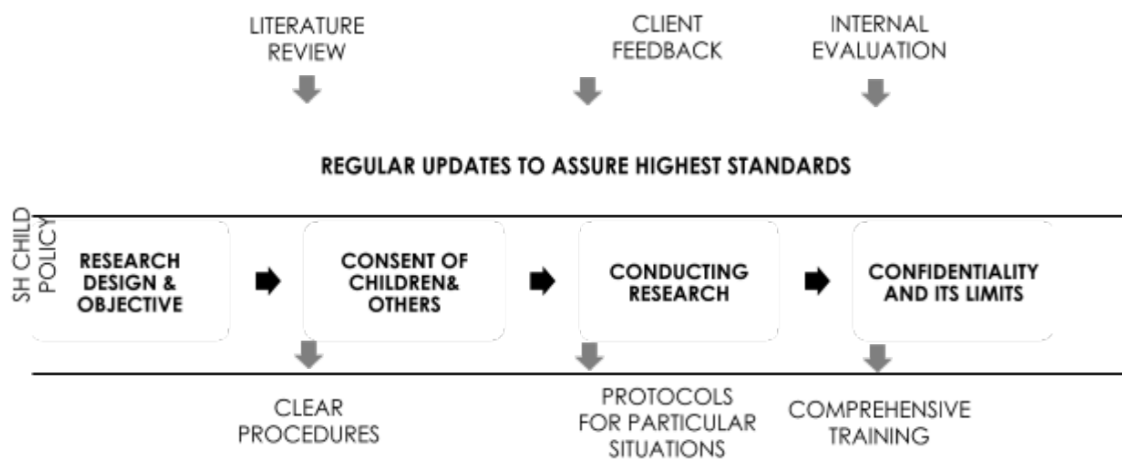 LITERATURE
REVIEW
CLIENT
FEEDBACK
INTERNAL
EVALUATION
REGULAR UPDATES TO ASSURE HIGHEST STANDARDS
SH CHILD
POLICY
RESEARCH
DESIGN &
OBJECTIVE
CONSENT OF
CHILDREN&
OTHERS
CONDUCTING
RESEARCH
CONFIDENTIALITY
AND ITS LIMITS
CLEAR
PROCEDURES
PROTOCOLS
FOR PARTICULAR
SITUATIONS
COMPREHENSIVE
TRAINING